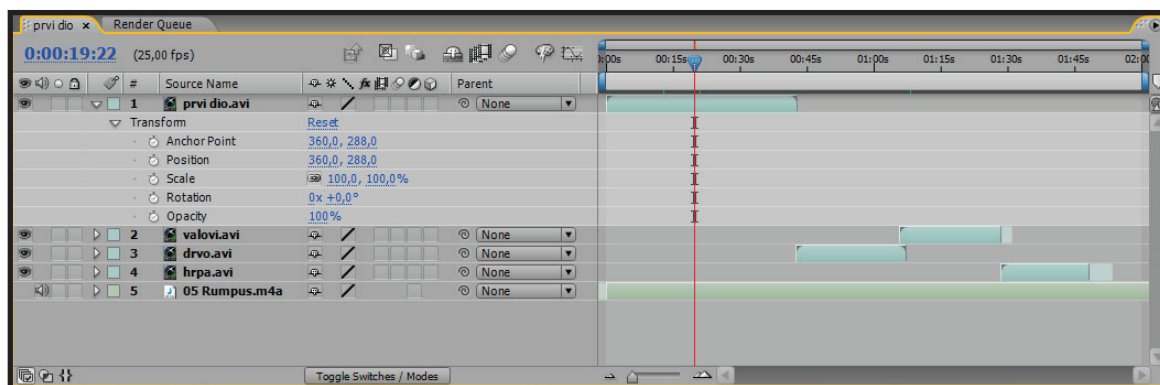 prvi dio × Render Queue
0:00:19:22 (25,00 fps)
:00s 00:15s 00:30s 00:45s 01:00s 01:15s 01:30s 01:45s 02:00
# Source Name Parent
1 prvi dio.avi None
Transform Reset
Anchor Point 360,0, 288,0
Position 360,0, 288,0
Scale 100,0, 100,0%
Rotation 0x +0,0°
Opacity 100%
2 valovi.avi None
3 drvo.avi None
4 hrpa.avi None
5 05 Rumpus.m4a None
Toggle Switches / Modes